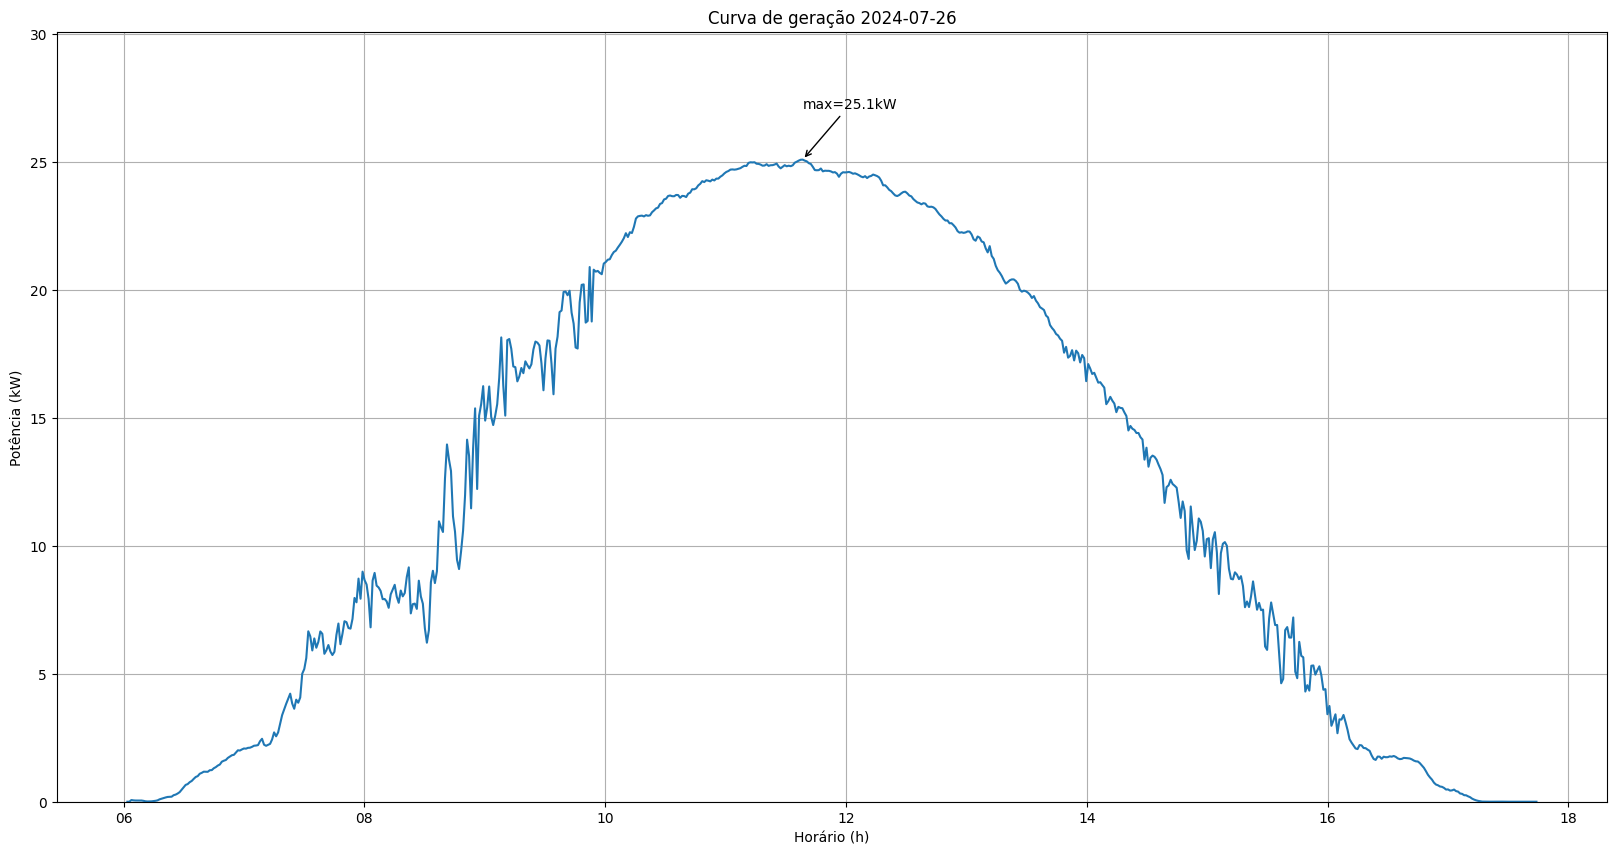 Curva de geração 2024-07-26
30
25
20
15
10
5
0
Potência (kW)
max=25.1kW
06 08 10 12 14 16 18
Horário (h)